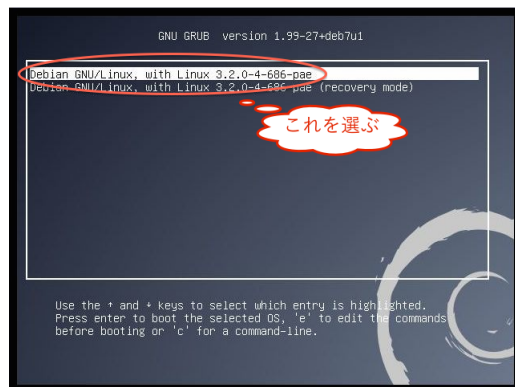 GNU GRUB  version 1.99-27+deb7u1
Debian GNU/Linux, with Linux 3.2.0-4-686-pae
Debian GNU/Linux, with Linux 3.2.0-4-686-pae (recovery mode)
これを選ぶ
Use the ↑ and ↓ keys to select which entry is highlighted.
Press enter to boot the selected OS, 'e' to edit the commands
before booting or 'c' for a command-line.